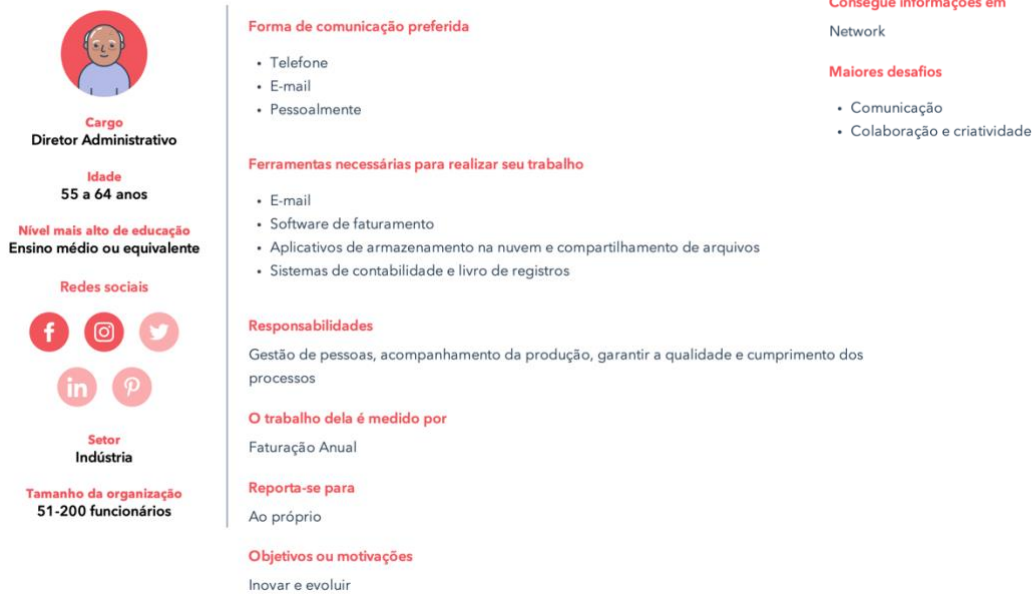 Cargo
Diretor Administrativo
Idade
55 a 64 anos
Nível mais alto de educação
Ensino médio ou equivalente
Redes sociais
Setor
Indústria
Tamanho da organização
51-200 funcionários
Forma de comunicação preferida
• Telefone
• E-mail
• Pessoalmente
Ferramentas necessárias para realizar seu trabalho
• E-mail
• Software de faturamento
• Aplicativos de armazenamento na nuvem e compartilhamento de arquivos
• Sistemas de contabilidade e livro de registros
Responsabilidades
Gestão de pessoas, acompanhamento da produção, garantir a qualidade e cumprimento dos
processos
O trabalho dela é medido por
Faturação Anual
Reporta-se para
Ao próprio
Objetivos ou motivações
Inovar e evoluir
Consegue informações em
Network
Maiores desafios
• Comunicação
• Colaboração e criatividade